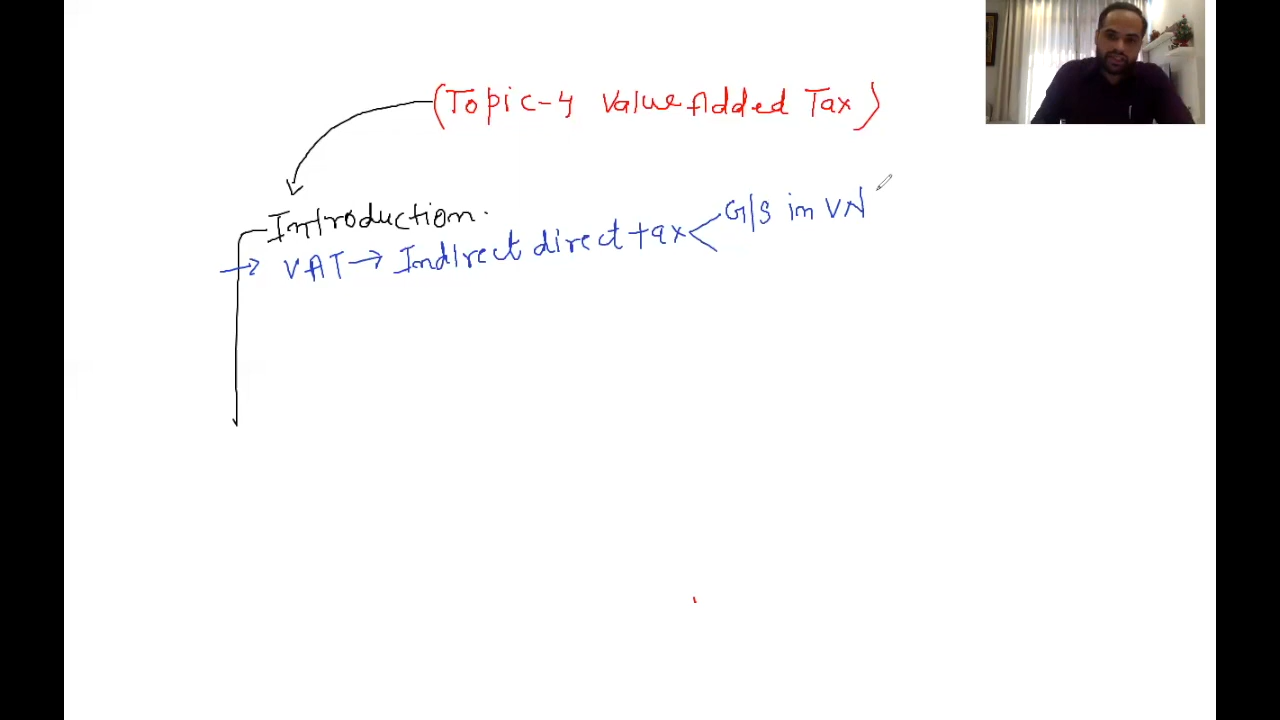 (Topic-4 Value Added Tax)
Introduction.
→ VAT → Indirect direct tax < G/S in VN